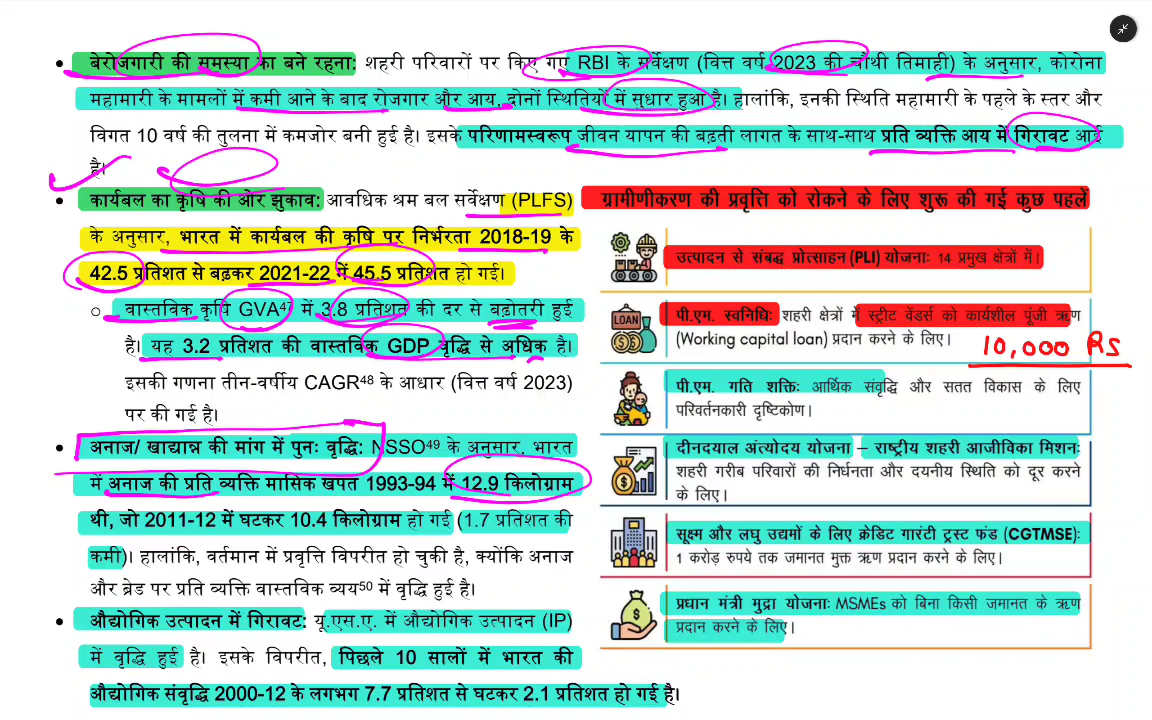 • बेरोजगारी की समस्या का बने रहना: शहरी परिवारों पर किए गए RBI के सर्वेक्षण (वित्त वर्ष 2023 की चौथी तिमाही) के अनुसार, कोरोना
महामारी के मामलों में कमी आने के बाद रोजगार और आय, दोनों स्थितियों में सुधार हुआ है। हालांकि, इनकी स्थिति महामारी के पहले के स्तर और
विगत 10 वर्ष की तुलना में कमजोर बनी हुई है। इसके परिणामस्वरूप जीवन यापन की बढ़ती लागत के साथ-साथ प्रति व्यक्ति आय में गिरावट आई
है।
• कार्यबल का कृषि की ओर झुकाव: आवधिक श्रम बल सर्वेक्षण (PLFS)
के अनुसार, भारत में कार्यबल की कृषि पर निर्भरता 2018-19 के
42.5 प्रतिशत से बढ़कर 2021-22 में 45.5 प्रतिशत हो गई।
○ वास्तविक कृषि GVA47 में 3.8 प्रतिशत की दर से बढ़ोतरी हुई
है। यह 3.2 प्रतिशत की वास्तविक GDP वृद्धि से अधिक है।
इसकी गणना तीन-वर्षीय CAGR48 के आधार (वित्त वर्ष 2023)
पर की गई है।
• अनाज/ खाद्यान्न की मांग में पुनः वृद्धि: NSSO49 के अनुसार, भारत
में अनाज की प्रति व्यक्ति मासिक खपत 1993-94 में 12.9 किलोग्राम
थी, जो 2011-12 में घटकर 10.4 किलोग्राम हो गई (1.7 प्रतिशत की
कमी)। हालांकि, वर्तमान में प्रवृत्ति विपरीत हो चुकी है, क्योंकि अनाज
और ब्रेड पर प्रति व्यक्ति वास्तविक व्यय50 में वृद्धि हुई है।
• औद्योगिक उत्पादन में गिरावट: यू.एस.ए. में औद्योगिक उत्पादन (IP)
में वृद्धि हुई है। इसके विपरीत, पिछले 10 सालों में भारत की
औद्योगिक संवृद्धि 2000-12 के लगभग 7.7 प्रतिशत से घटकर 2.1 प्रतिशत हो गई है।
ग्रामीणीकरण की प्रवृत्ति को रोकने के लिए शुरू की गई कुछ पहलें
उत्पादन से संबद्ध प्रोत्साहन (PLI) योजना: 14 प्रमुख क्षेत्रों में।
LOAN
पी.एम. स्वनिधि: शहरी क्षेत्रों में स्ट्रीट वेंडर्स को कार्यशील पूंजी ऋण
(Working capital loan) प्रदान करने के लिए।
10,000 Rs
पी.एम. गति शक्ति: आर्थिक संवृद्धि और सतत विकास के लिए
परिवर्तनकारी दृष्टिकोण।
दीनदयाल अंत्योदय योजना – राष्ट्रीय शहरी आजीविका मिशन:
शहरी गरीब परिवारों की निर्धनता और दयनीय स्थिति को दूर करने
के लिए।
सूक्ष्म और लघु उद्यमों के लिए क्रेडिट गारंटी ट्रस्ट फंड (CGTMSE):
1 करोड़ रुपये तक जमानत मुक्त ऋण प्रदान करने के लिए।
प्रधान मंत्री मुद्रा योजना: MSMEs को बिना किसी जमानत के ऋण
प्रदान करने के लिए।